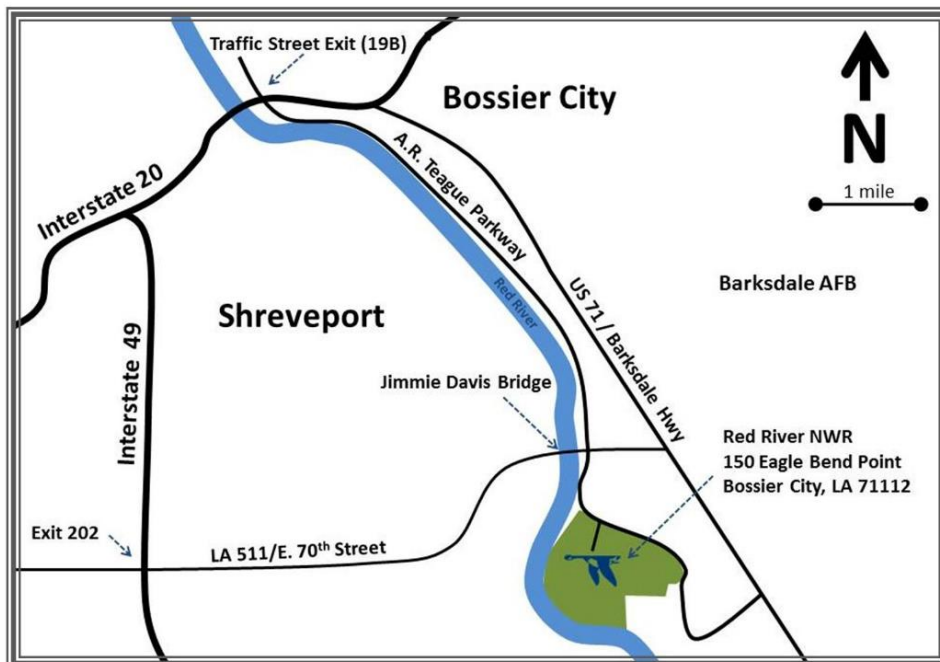 Traffic Street Exit (19B)
Bossier City
N
1 mile
A.R. Teague Parkway
Interstate 20
Barksdale AFB
Red River
US 71 / Barksdale Hwy
Shreveport
Interstate 49
Jimmie Davis Bridge
Red River NWR
150 Eagle Bend Point
Bossier City, LA 71112
Exit 202
LA 511/E. 70th Street